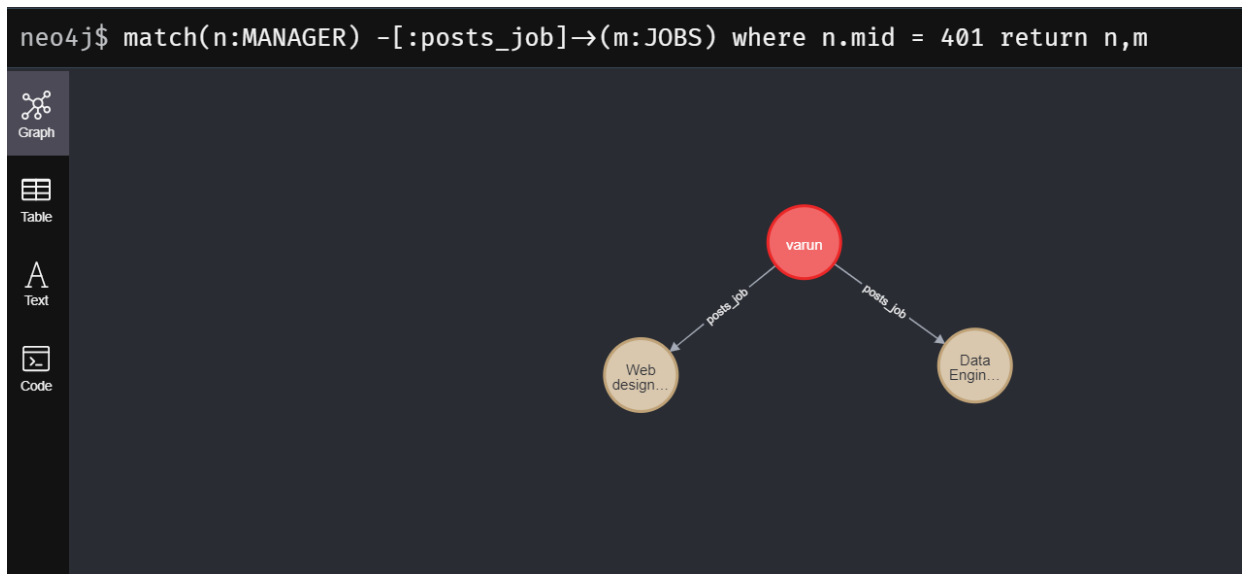 neo4j$ match(n:MANAGER) -[:posts_job]→(m:JOBS) where n.mid = 401 return n,m
Graph
Table
Text
Code
varun
posts_job
posts_job
Web
design...
Data
Engin...